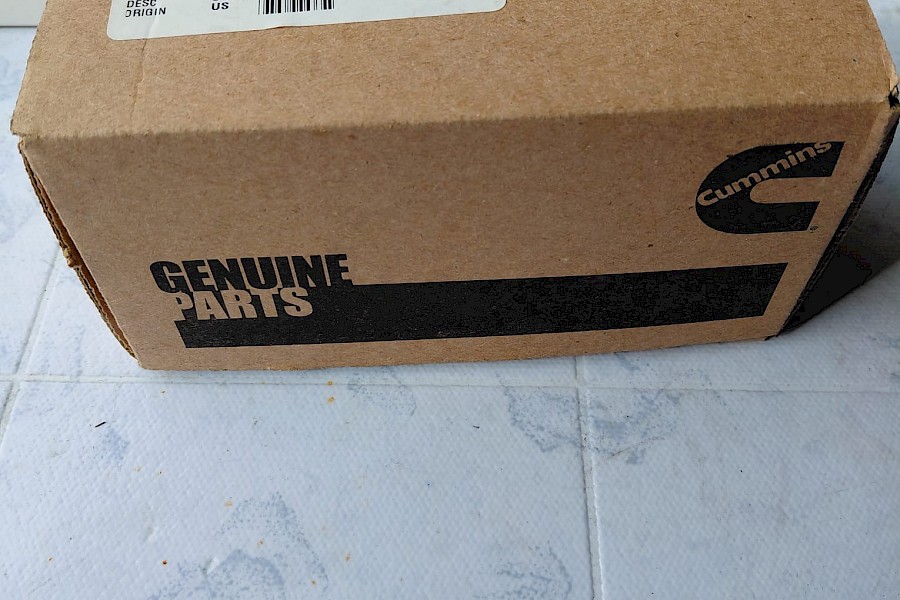 DESC
ORIGIN US
Cummins
GENUINE
PARTS